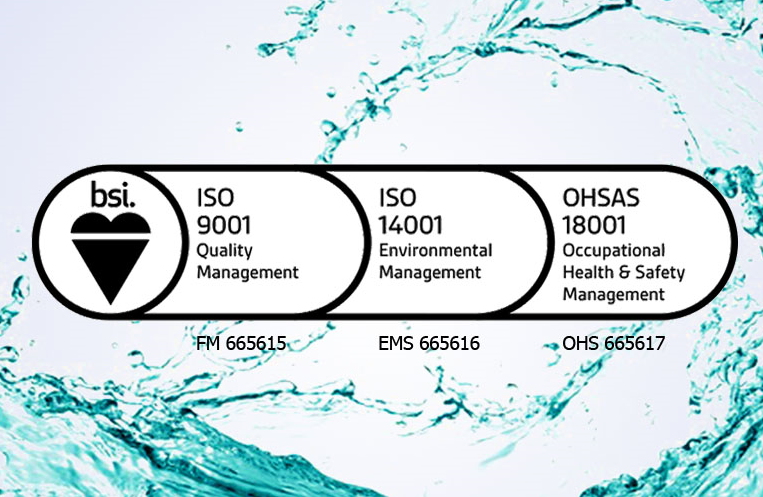 bsi.
ISO
9001
Quality
Management
FM 665615
ISO
14001
Environmental
Management
EMS 665616
OHSAS
18001
Occupational
Health & Safety
Management
OHS 665617